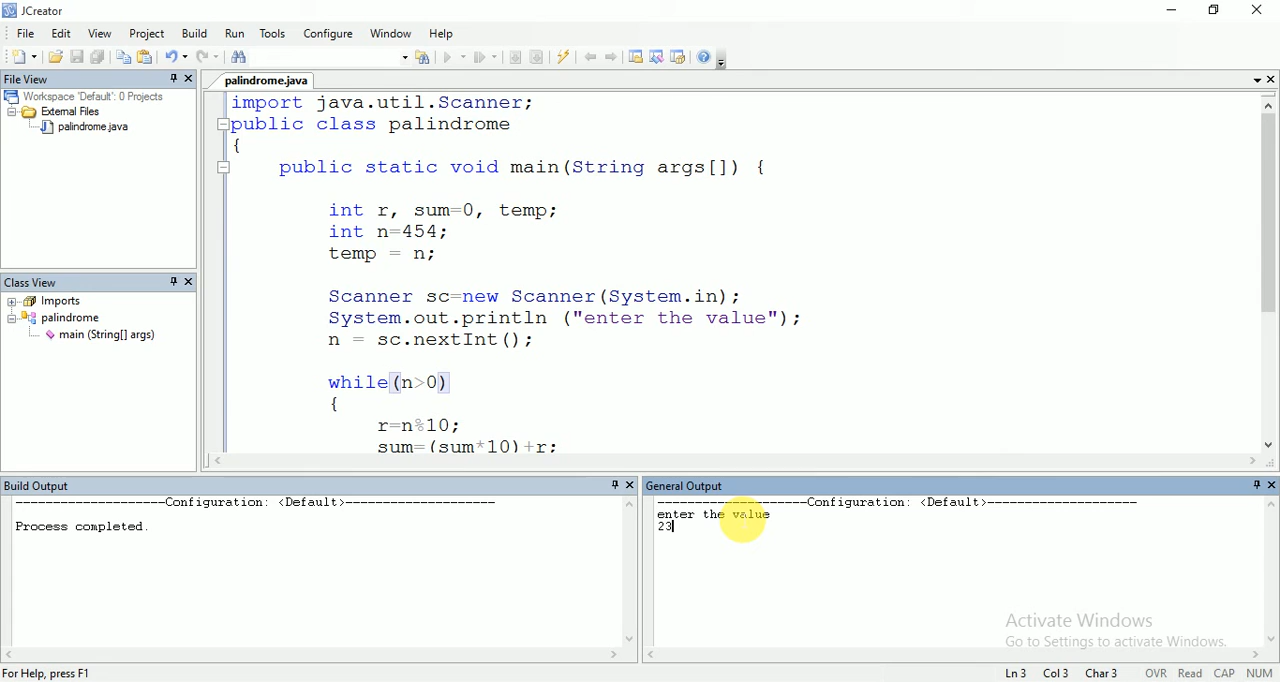 JCreator
File Edit View Project Build Run Tools Configure Window Help
File View
Workspace 'Default': 0 Projects
External Files
palindrome.java
Class View
Imports
palindrome
main (String[] args)
palindrome.java
import java.util.Scanner;
public class palindrome
{
public static void main(String args[]) {
int r, sum=0, temp;
int n=454;
temp = n;
Scanner sc=new Scanner(System.in);
System.out.println ("enter the value");
n = sc.nextInt();
while(n>0)
{
r=n%10;
sum=(sum*10)+r;
Build Output
--------------------Configuration: <Default>--------------------
Process completed.
General Output
--------------------Configuration: <Default>--------------------
enter the value
23
Activate Windows
Go to Settings to activate Windows.
For Help, press F1
Ln 3 Col 3 Char 3 OVR Read CAP NUM